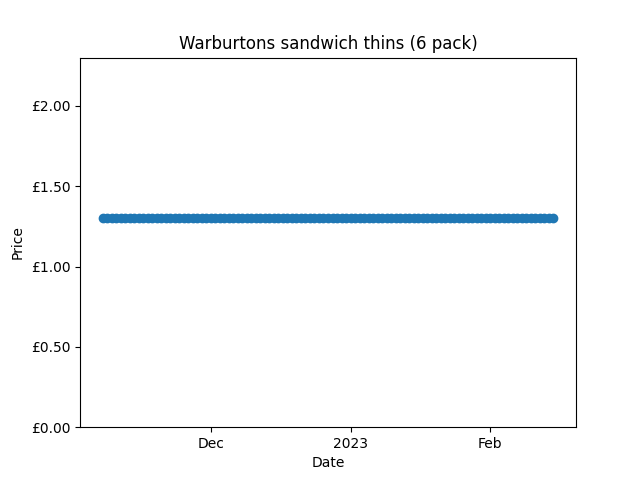 Warburtons sandwich thins (6 pack)
£2.00
£1.50
£1.00
£0.50
£0.00
Price
Dec
2023
Feb
Date